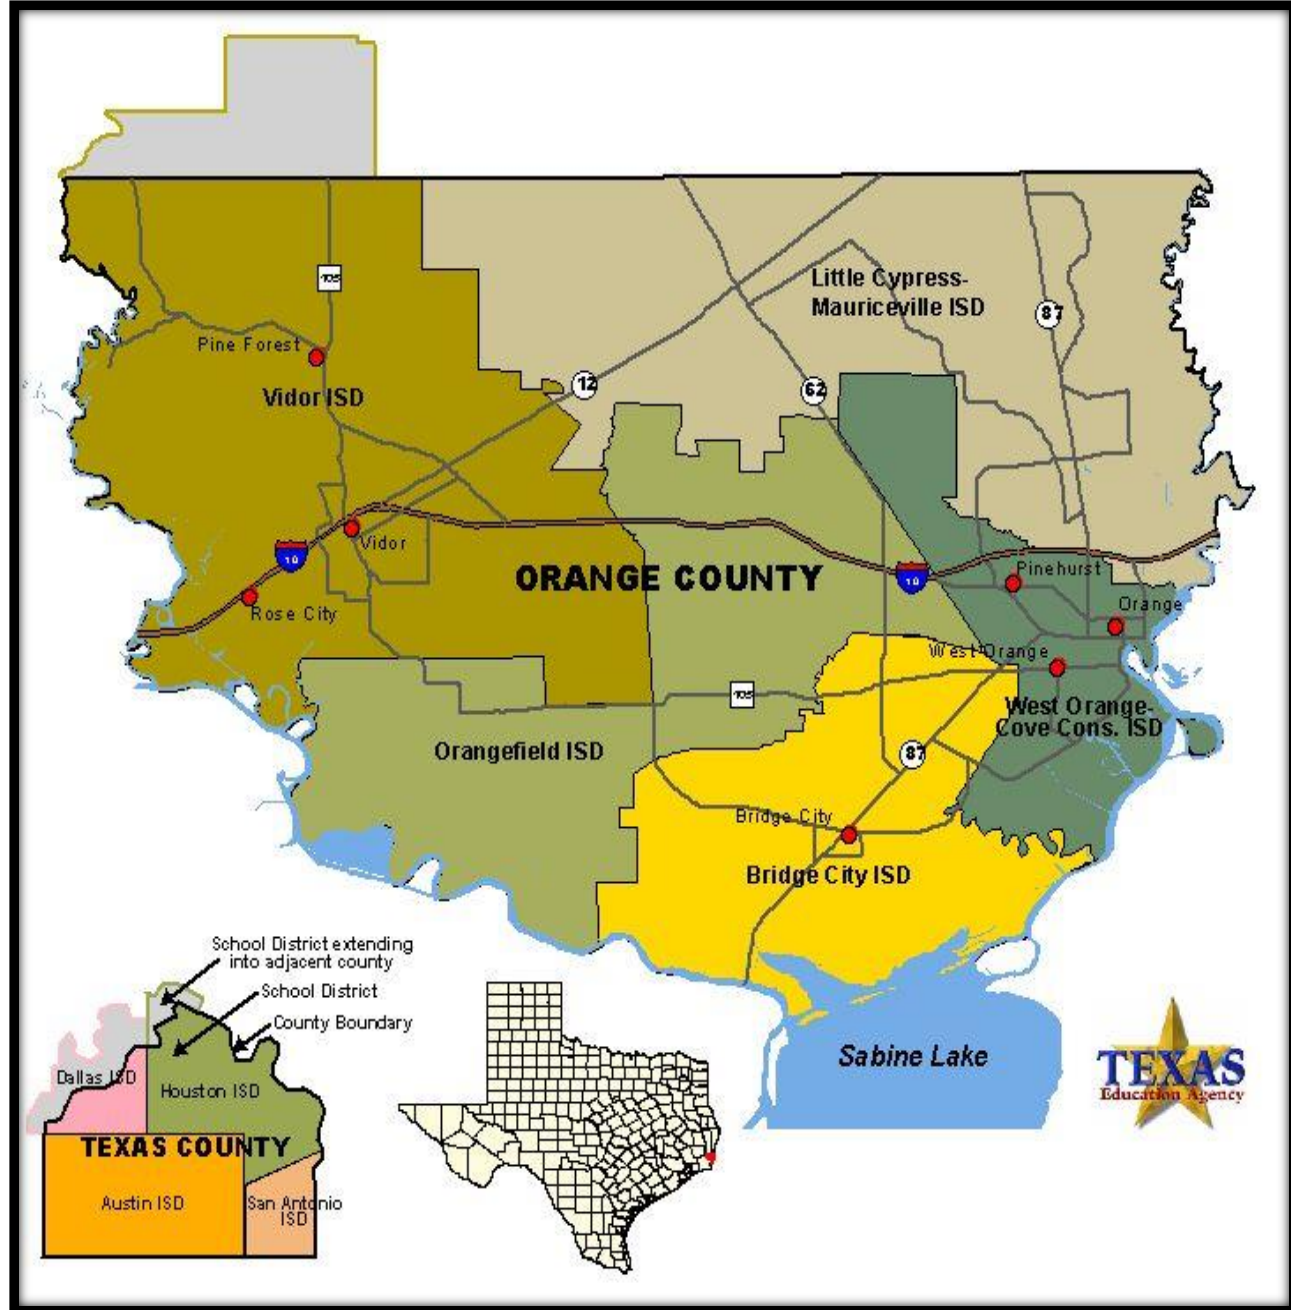 105
Little Cypress-
Mauriceville ISD
87
Pine Forest
Vidor ISD
12
62
Vidor
10
ORANGE COUNTY
10
Pinehurst
Rose City
Orange
West Orange
105
West Orange-
Cove Cons. ISD
Orangefield ISD
87
Bridge City
Bridge City ISD
Sabine Lake
School District extending
into adjacent county
School District
County Boundary
Dallas ISD
Houston ISD
TEXAS COUNTY
Austin ISD
San Antonio
ISD
TEXAS
Education Agency